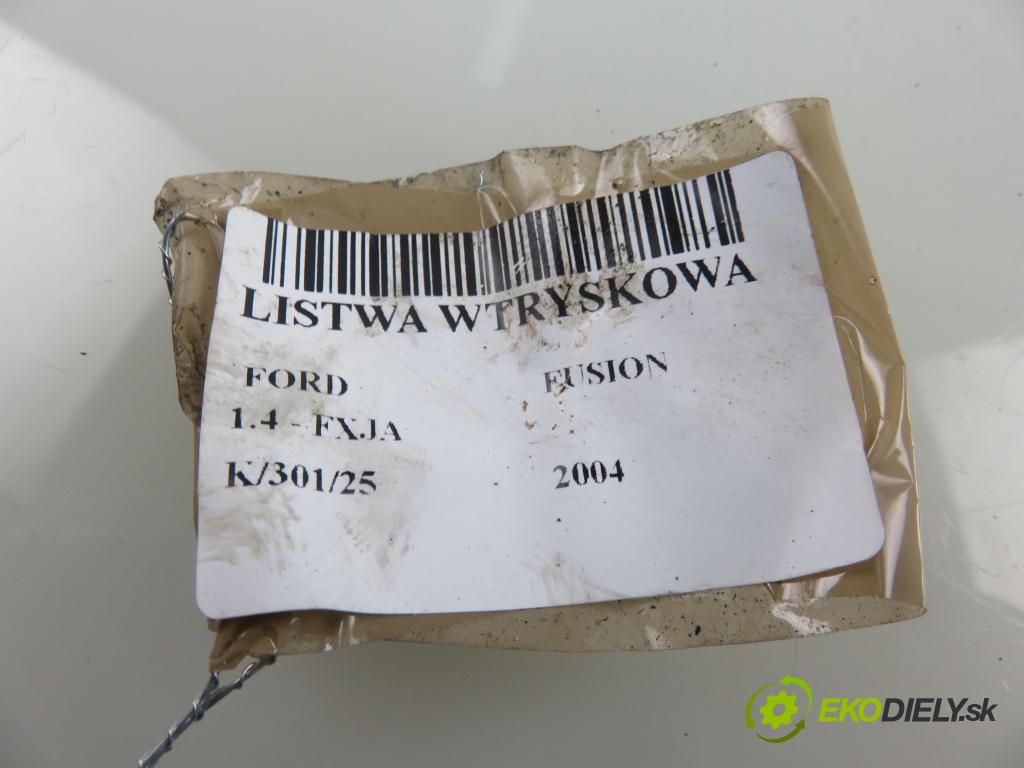 LISTWA WTRYSKOWA
FORD FUSION
1.4 - FXJA
K/301/25 2004
EKODIELY.sk